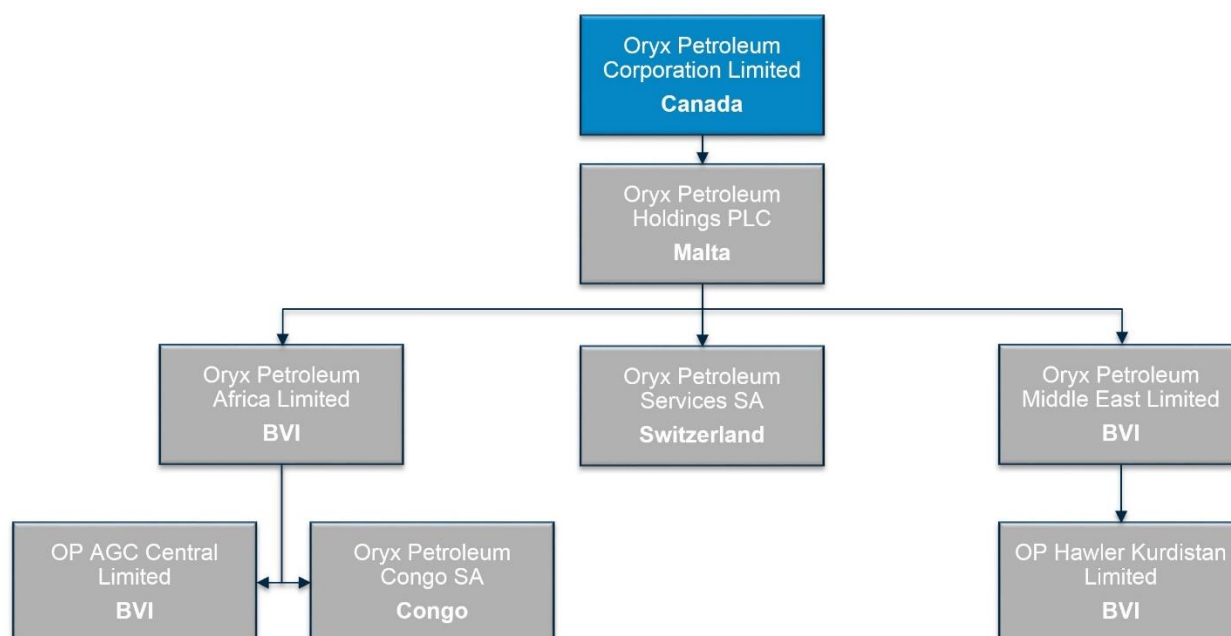 Oryx Petroleum
Corporation Limited
Canada
Oryx Petroleum
Holdings PLC
Malta
Oryx Petroleum
Africa Limited
BVI
Oryx Petroleum
Services SA
Switzerland
Oryx Petroleum
Middle East Limited
BVI
OP AGC Central
Limited
BVI
Oryx Petroleum
Congo SA
Congo
OP Hawler Kurdistan
Limited
BVI